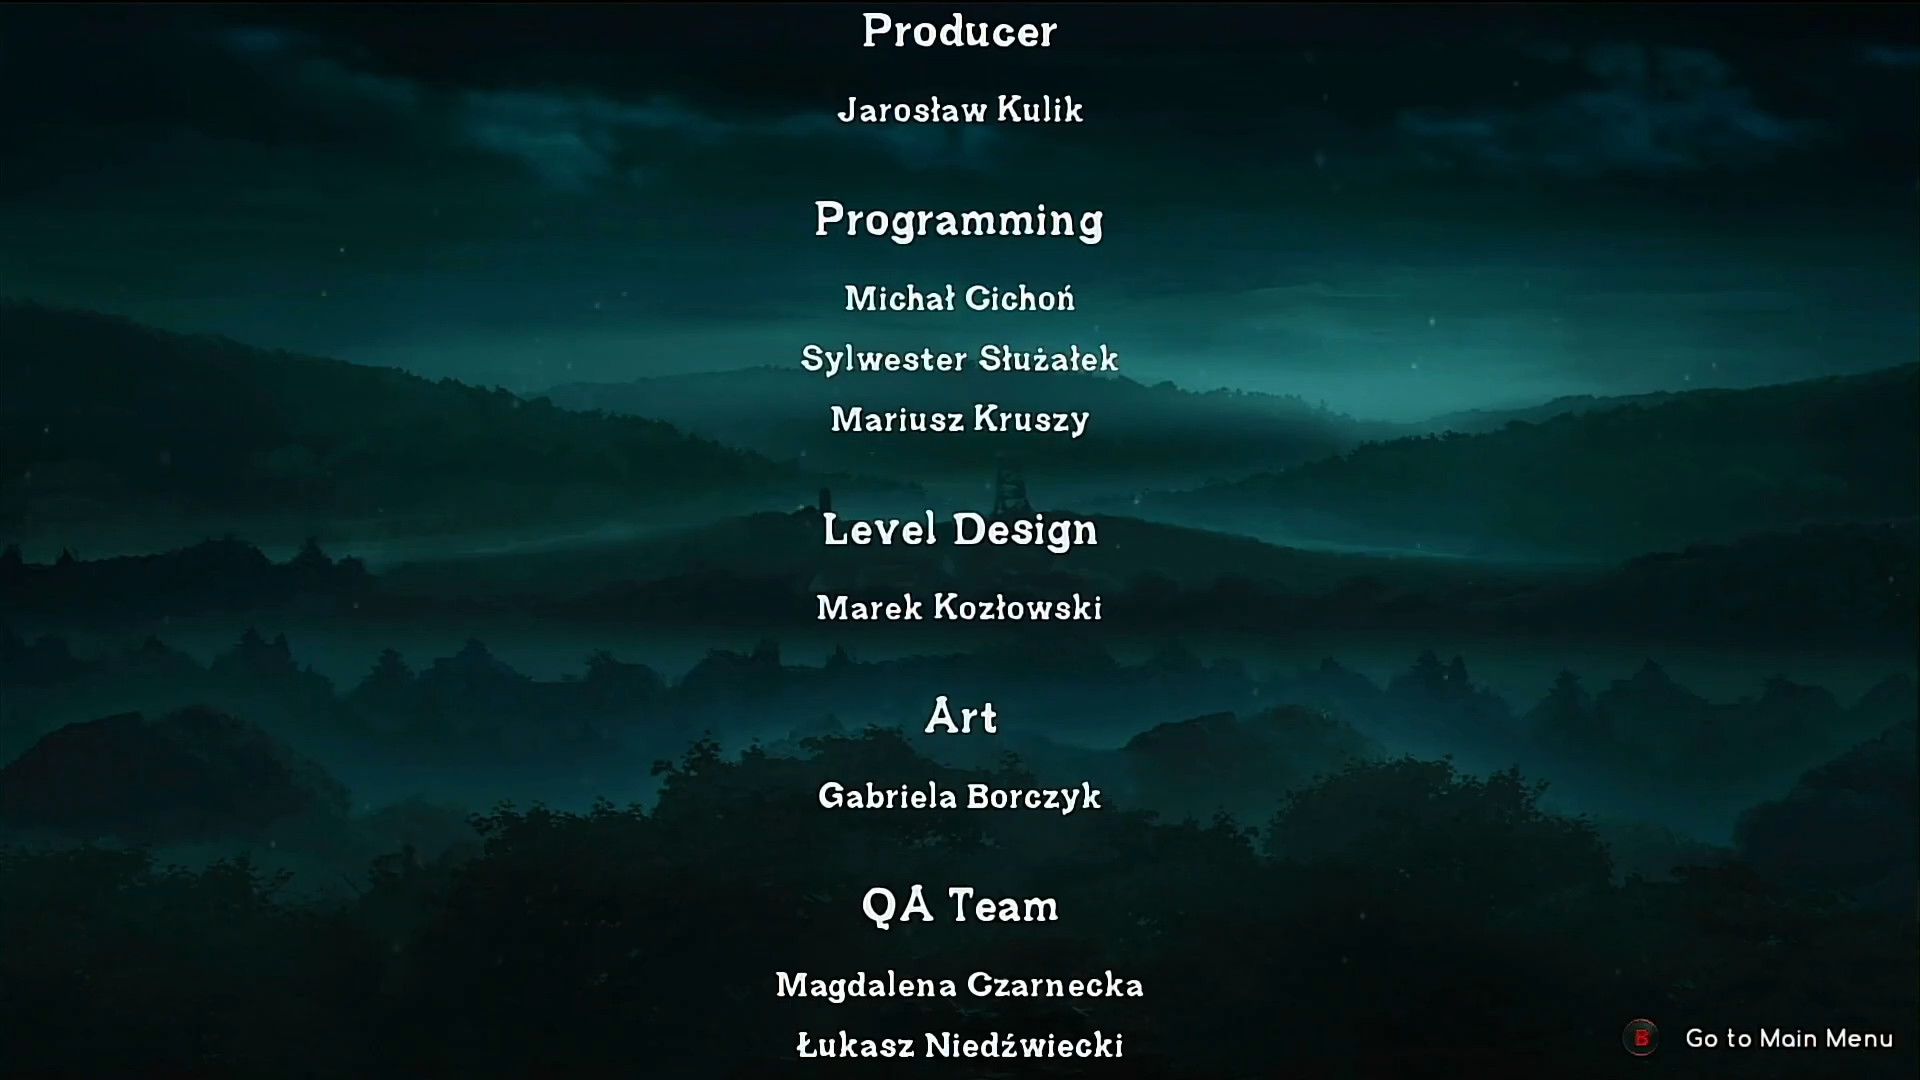 Producer
Jarosław Kulik
Programming
Michał Cichoń
Sylwester Służałek
Mariusz Kruszy
Level Design
Marek Kozłowski
Art
Gabriela Borczyk
QA Team
Magdalena Czarnecka
Łukasz Niedźwiecki
B Go to Main Menu